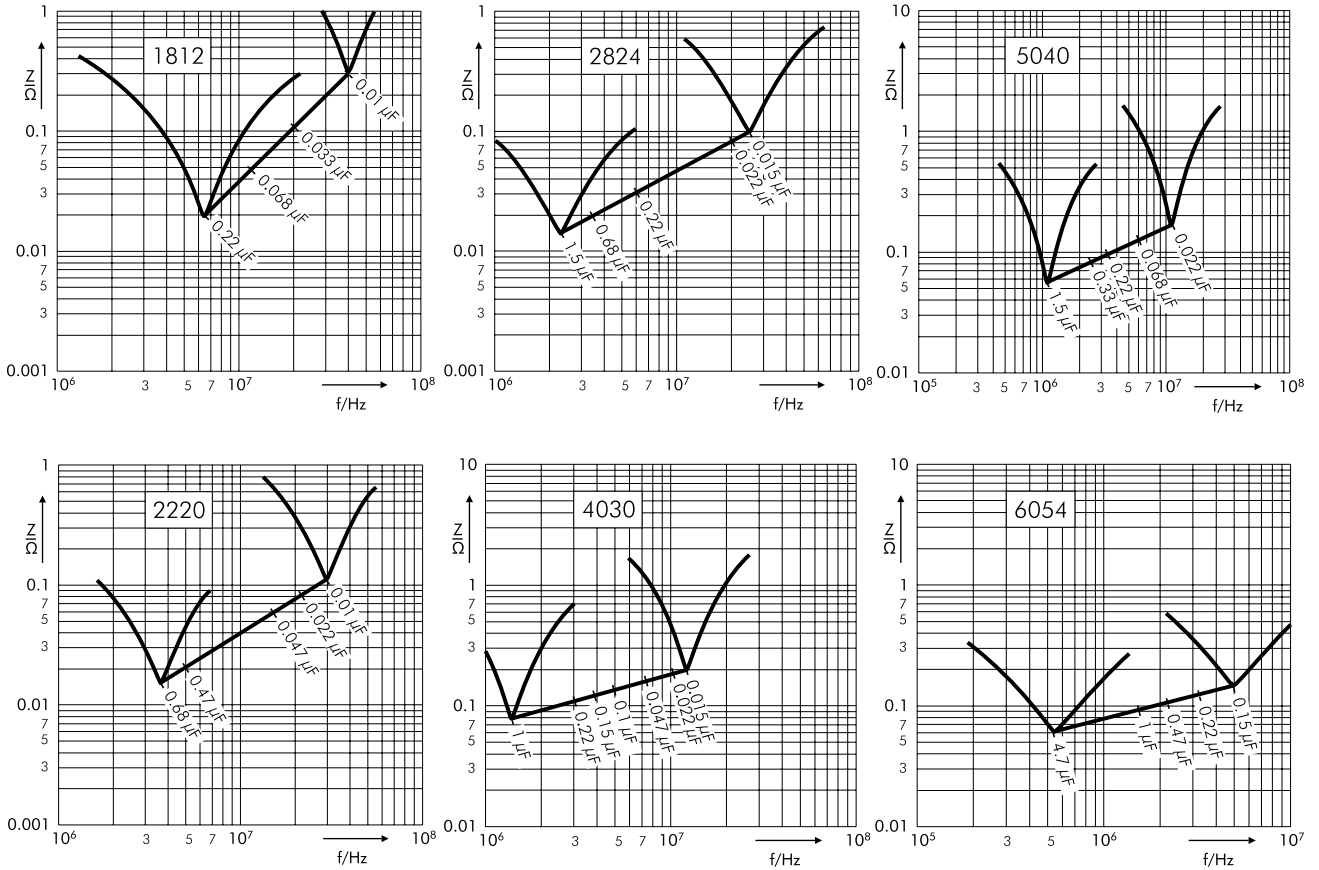 1812
1
Z
Ω
0.1
7
5
3
0.01
7
5
3
0.001
10⁶ 3 5 7 10⁷ 10⁸
f/Hz
0.01 µF
0.033 µF
0.068 µF
0.22 µF
2824
1
Z
Ω
0.1
7
5
3
0.01
7
5
3
0.001
10⁶ 3 5 7 10⁷ 10⁸
f/Hz
0.015 µF
0.022 µF
0.22 µF
0.68 µF
1.5 µF
5040
10
Z
Ω
1
7
5
3
0.1
7
5
3
0.01
10⁵ 3 5 7 10⁶ 3 5 7 10⁷ 10⁸
f/Hz
0.022 µF
0.068 µF
0.22 µF
0.33 µF
1.5 µF
2220
1
Z
Ω
0.1
7
5
3
0.01
7
5
3
0.001
10⁶ 3 5 7 10⁷ 10⁸
f/Hz
0.01 µF
0.022 µF
0.047 µF
0.47 µF
0.68 µF
4030
10
Z
Ω
1
7
5
3
0.1
7
5
3
0.01
10⁶ 3 5 7 10⁷ 10⁸
f/Hz
0.015 µF
0.022 µF
0.047 µF
0.1 µF
0.15 µF
0.22 µF
1 µF
6054
10
Z
Ω
1
7
5
3
0.1
7
5
3
0.01
10⁵ 3 5 10⁶ 10⁷
f/Hz
0.15 µF
0.22 µF
0.47 µF
1 µF
4.7 µF